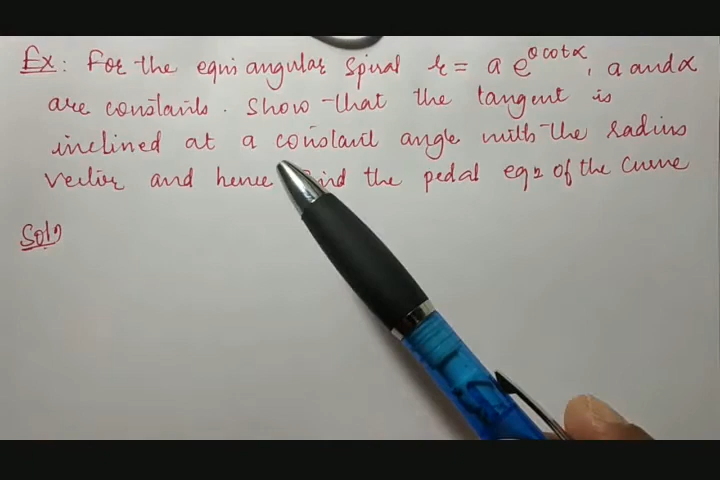 Ex: For the equiangular spiral r = a e^θcotα, a and α
are constants. Show that the tangent is
inclined at a constant angle with the radius
vector and hence find the pedal eqn of the curve
Soln